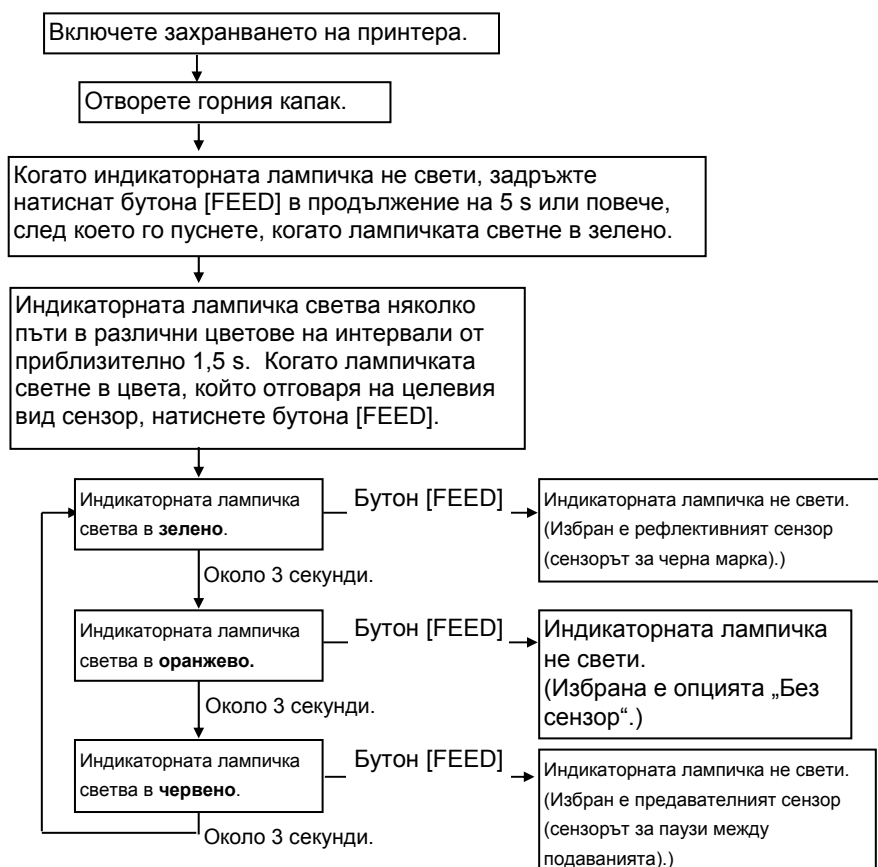 Включете захранването на принтера.
Отворете горния капак.
Когато индикаторната лампичка не свети, задръжте
натиснат бутона [FEED] в продължение на 5 s или повече,
след което го пуснете, когато лампичката светне в зелено.
Индикаторната лампичка светва няколко
пъти в различни цветове на интервали от
приблизително 1,5 s. Когато лампичката
светне в цвета, който отговаря на целевия
вид сензор, натиснете бутона [FEED].
Индикаторната лампичка
светва в зелено.
Бутон [FEED]
Индикаторната лампичка не свети.
(Избран е рефлективният сензор
(сензорът за черна марка).)
Около 3 секунди.
Индикаторната лампичка
светва в оранжево.
Бутон [FEED]
Индикаторната лампичка
не свети.
(Избрана е опцията „Без
сензор“.)
Около 3 секунди.
Индикаторната лампичка
светва в червено.
Бутон [FEED]
Индикаторната лампичка не свети.
(Избран е предавателният сензор
(сензорът за паузи между
подаванията).)
Около 3 секунди.